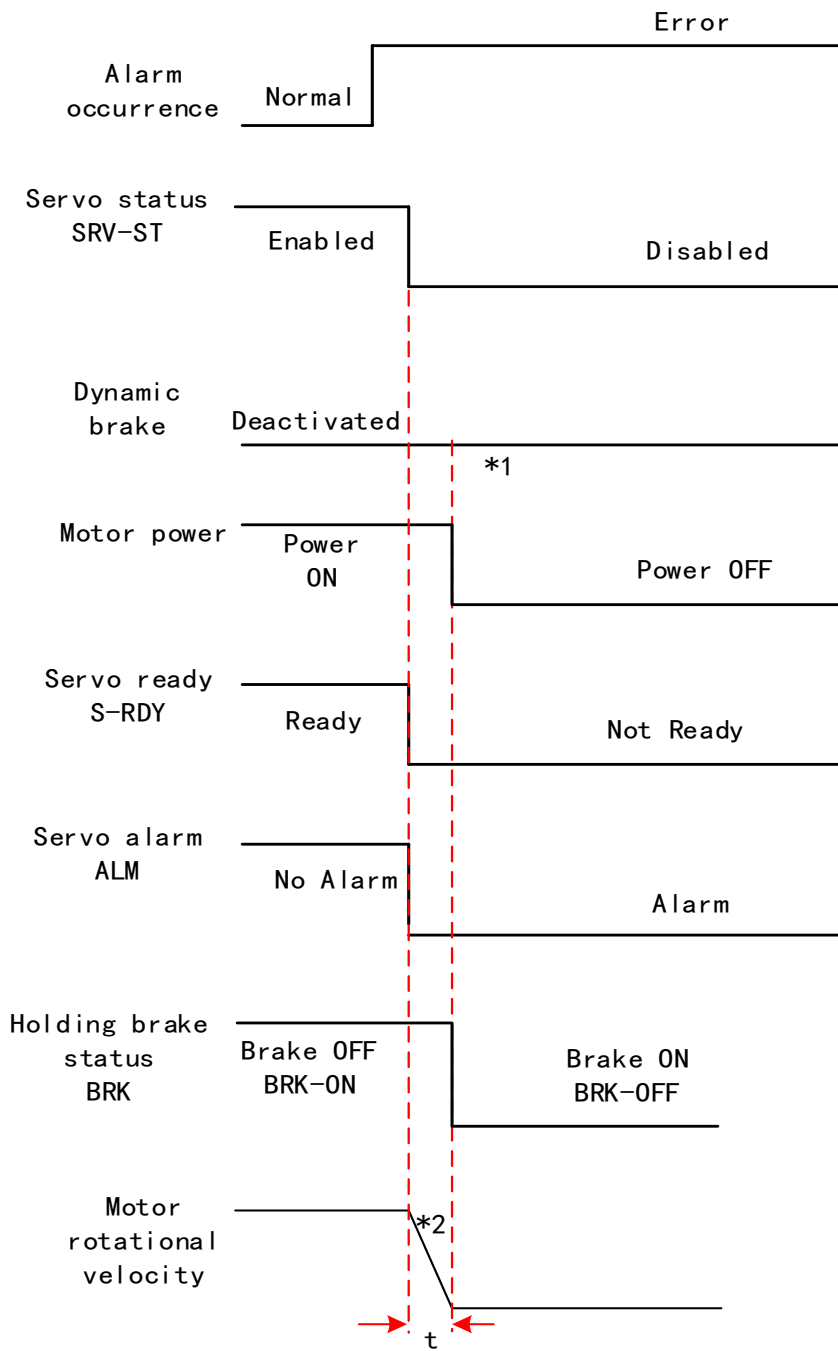 Error
Alarm
occurrence
Normal
Servo status
SRV-ST
Enabled
Disabled
Dynamic
brake
Deactivated
*1
Motor power
Power
ON
Power OFF
Servo ready
S-RDY
Ready
Not Ready
Servo alarm
ALM
No Alarm
Alarm
Holding brake
status
BRK
Brake OFF
BRK-ON
Brake ON
BRK-OFF
Motor
rotational
velocity
*2
t